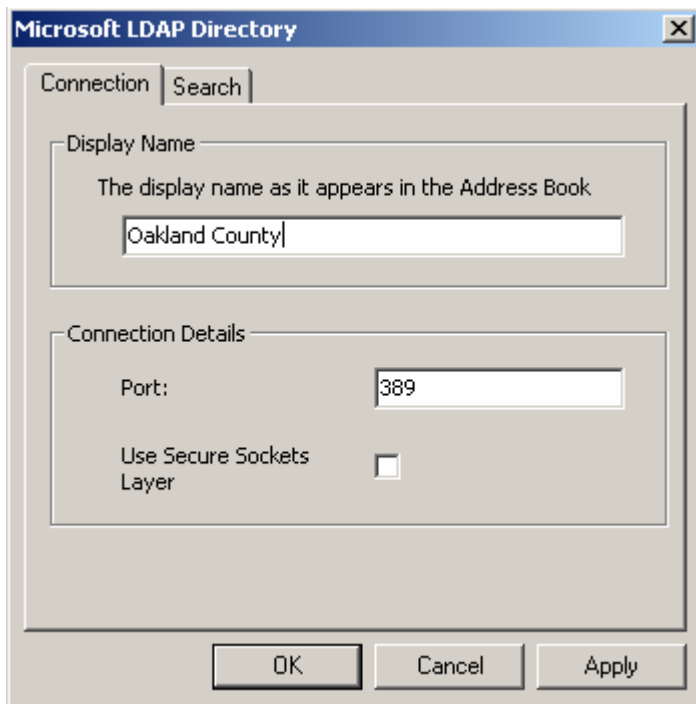 Microsoft LDAP Directory
Connection
Search
Display Name
The display name as it appears in the Address Book
Oakland County
Connection Details
Port:
389
Use Secure Sockets
Layer
OK
Cancel
Apply